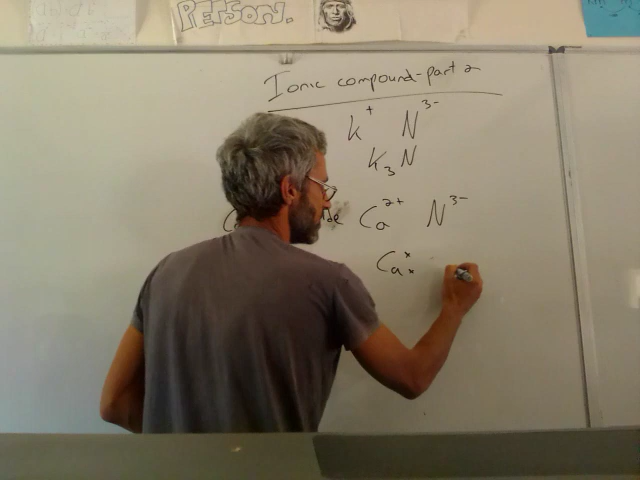 PERSON.
Ionic compound-part 2
K⁺ N³⁻
K₃N
Ca²⁺ N³⁻
Ca